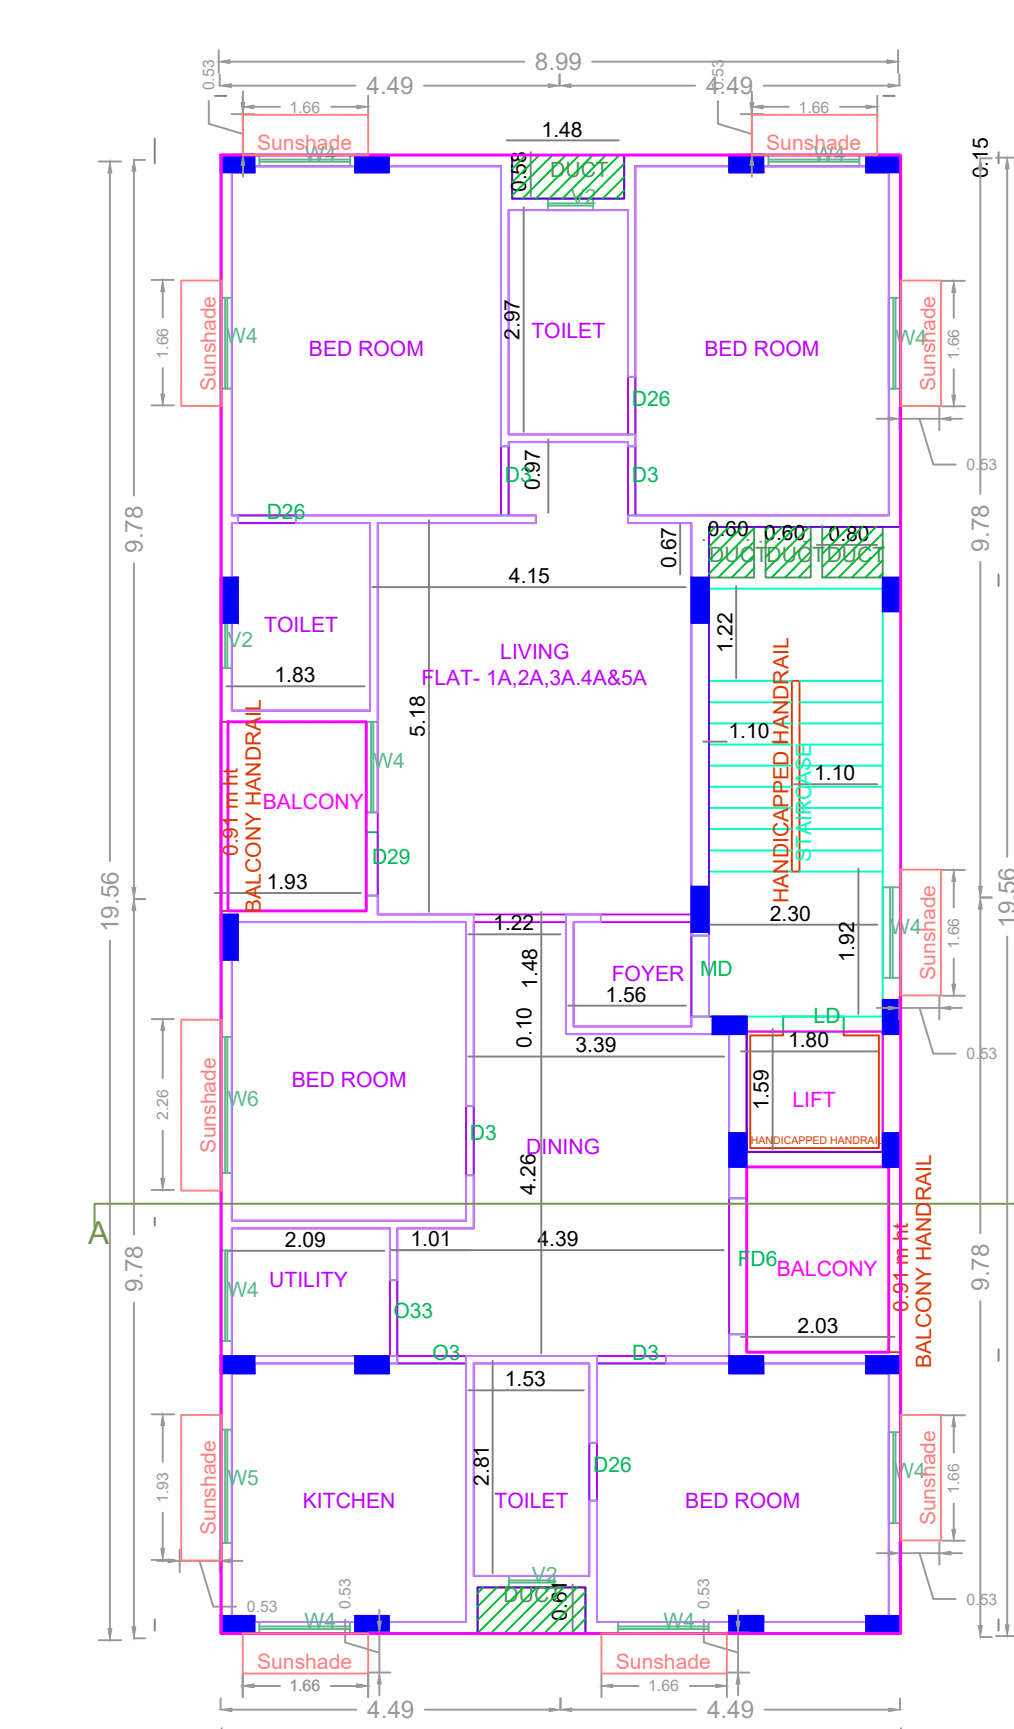 8.99
4.49
4.49
0.53
0.53
1.66
1.66
Sunshade
Sunshade
W4
W4
1.48
0.58
DUCT
V2
0.15
1.66
Sunshade
W4
BED ROOM
2.97
TOILET
BED ROOM
W4
Sunshade
1.66
D26
0.53
D3
0.97
D3
D26
9.78
9.78
0.67
0.60
0.60
0.80
DUCT
DUCT
DUCT
4.15
TOILET
V2
1.83
LIVING
FLAT- 1A,2A,3A.4A&5A
1.22
5.18
HANDICAPPED HANDRAIL
STAIRCASE
1.10
1.10
0.91 m ht
BALCONY HANDRAIL
W4
BALCONY
D29
1.93
19.56
19.56
1.22
1.48
FOYER
1.56
MD
2.30
1.92
W4
Sunshade
1.66
0.10
3.39
LD
1.80
0.53
1.59
LIFT
HANDICAPPED HANDRAIL
2.26
Sunshade
W6
BED ROOM
D3
DINING
4.26
A
2.09
1.01
4.39
UTILITY
W4
O33
FD6
BALCONY
2.03
0.91 m ht
BALCONY HANDRAIL
9.78
9.78
O3
D3
1.53
2.81
D26
1.93
Sunshade
W5
KITCHEN
TOILET
BED ROOM
W4
Sunshade
1.66
V2
DUCT
0.61
0.53
0.53
0.53
0.53
W4
W4
Sunshade
Sunshade
1.66
1.66
4.49
4.49